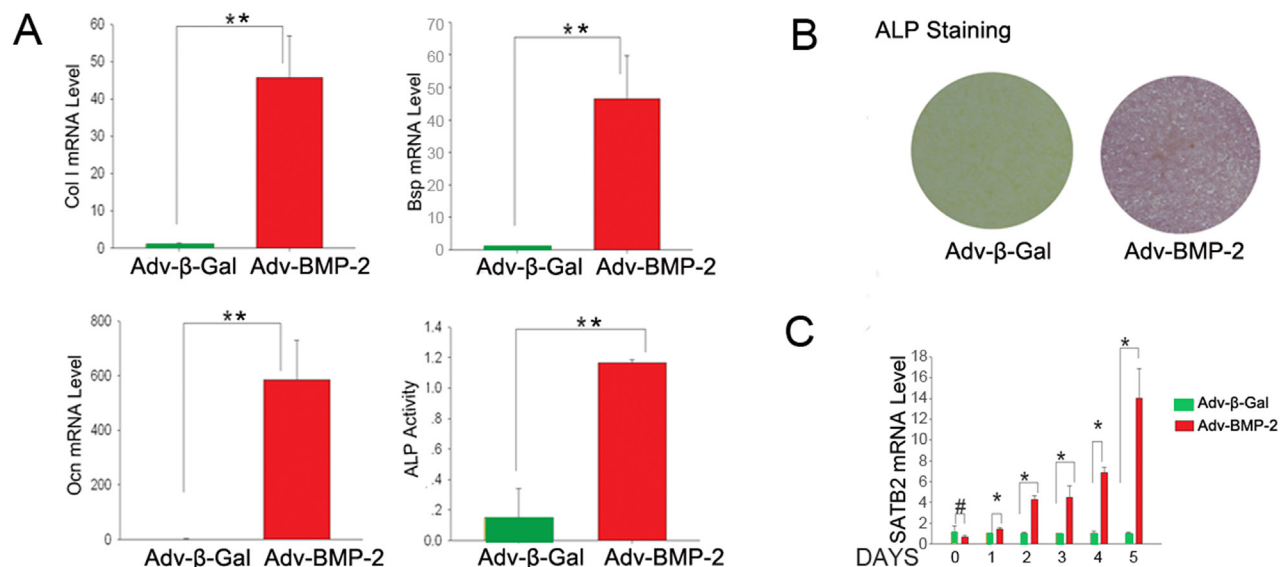 A
Col I mRNA Level
60
50
40
30
20
10
0
**
Adv-β-Gal Adv-BMP-2
Bsp mRNA Level
70
60
50
40
30
20
10
0
**
Adv-β-Gal Adv-BMP-2
Ocn mRNA Level
800
600
400
200
0
**
Adv-β-Gal Adv-BMP-2
ALP Activity
1.4
1.2
1.0
.8
.6
.4
.2
0.0
**
Adv-β-Gal Adv-BMP-2
B
ALP Staining
Adv-β-Gal Adv-BMP-2
C
SATB2 mRNA Level
18
16
14
12
10
8
6
4
2
0
# * * * * *
DAYS 0 1 2 3 4 5
Adv-β-Gal
Adv-BMP-2